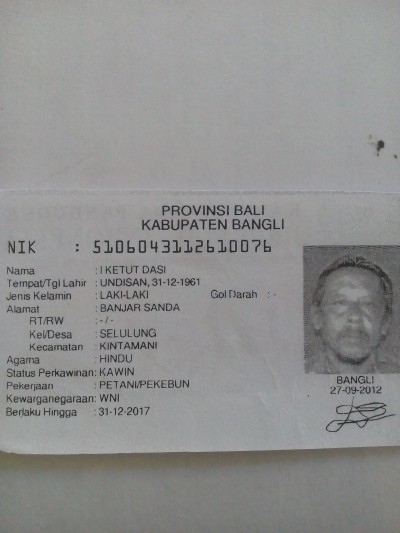 PROVINSI BALI
KABUPATEN BANGLI
NIK : 5106043112610076
Nama : I KETUT DASI
Tempat/Tgl Lahir : UNDISAN, 31-12-1961
Jenis Kelamin : LAKI-LAKI Gol Darah : -
Alamat : BANJAR SANDA
RT/RW : - / -
Kel/Desa : SELULUNG
Kecamatan : KINTAMANI
Agama : HINDU
Status Perkawinan: KAWIN
Pekerjaan : PETANI/PEKEBUN
Kewarganegaraan: WNI
Berlaku Hingga : 31-12-2017
BANGLI
27-09-2012